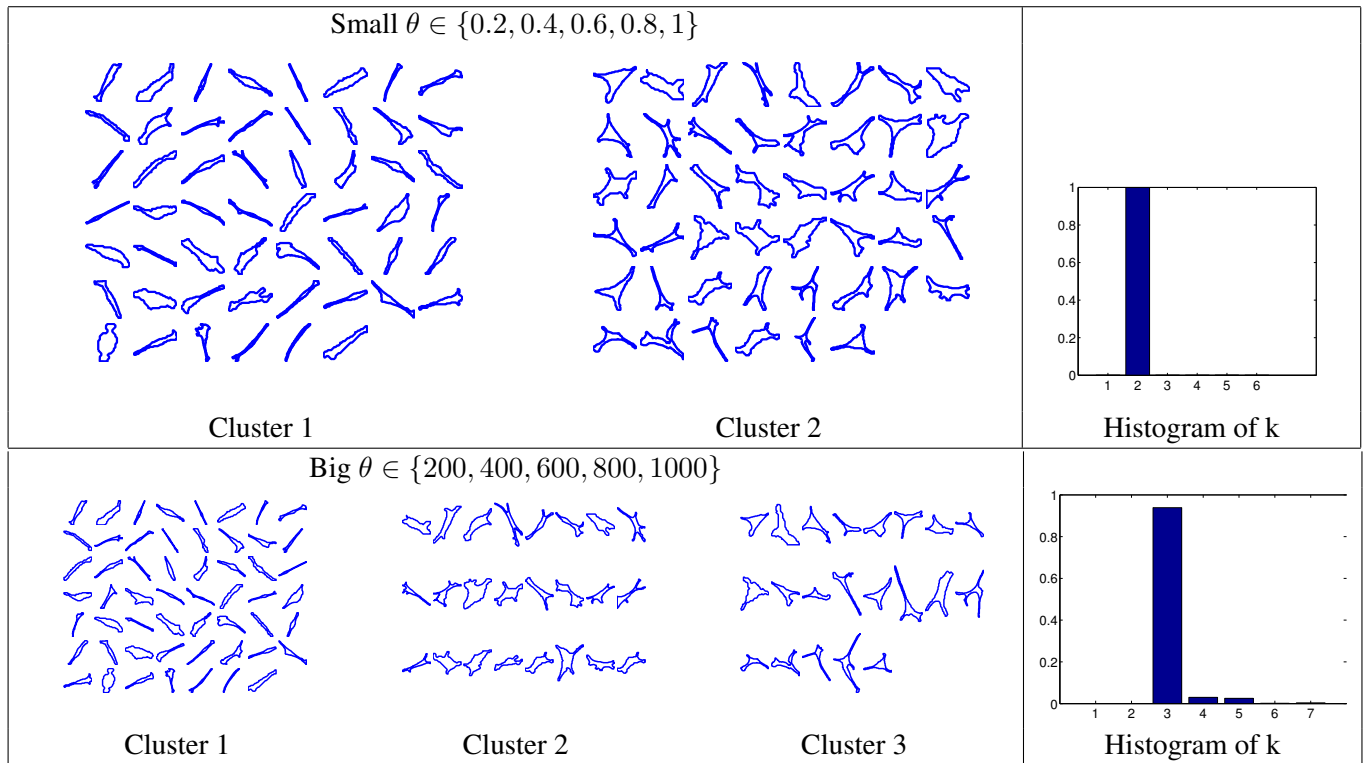 Small θ ∈ {0.2, 0.4, 0.6, 0.8, 1}
1
0.8
0.6
0.4
0.2
0
1 2 3 4 5 6
Cluster 1
Cluster 2
Histogram of k
Big θ ∈ {200, 400, 600, 800, 1000}
1
0.8
0.6
0.4
0.2
0
1 2 3 4 5 6 7
Cluster 1
Cluster 2
Cluster 3
Histogram of k